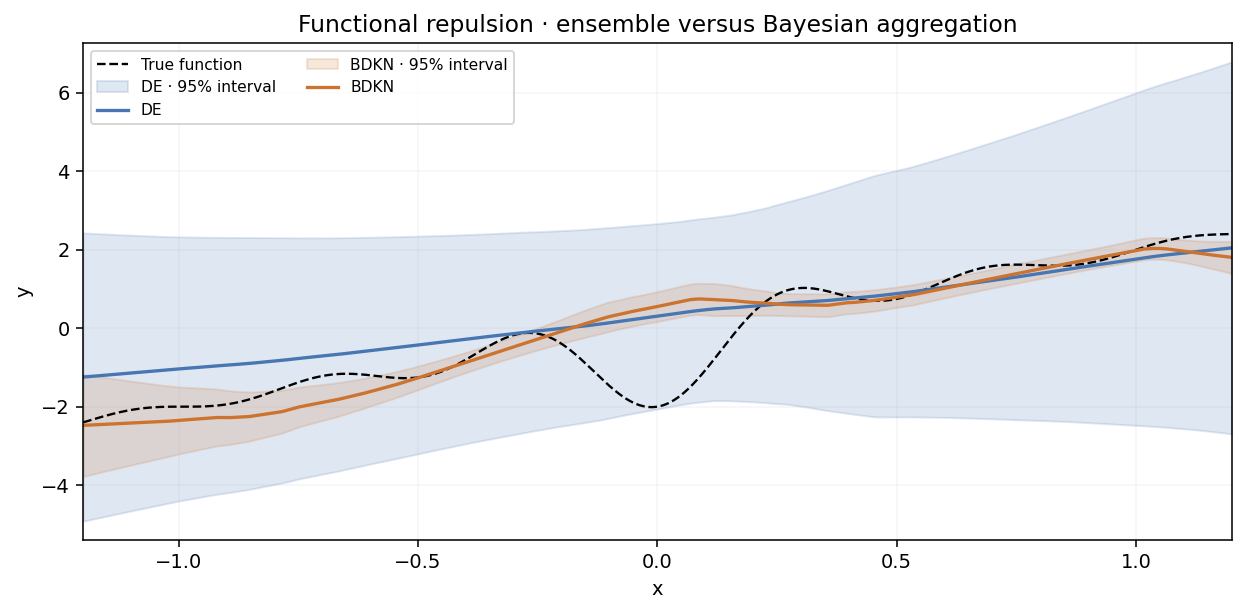 Functional repulsion · ensemble versus Bayesian aggregation
True function
DE · 95% interval
DE
BDKN · 95% interval
BDKN
y
6
4
2
0
−2
−4
−1.0
−0.5
0.0
0.5
1.0
x